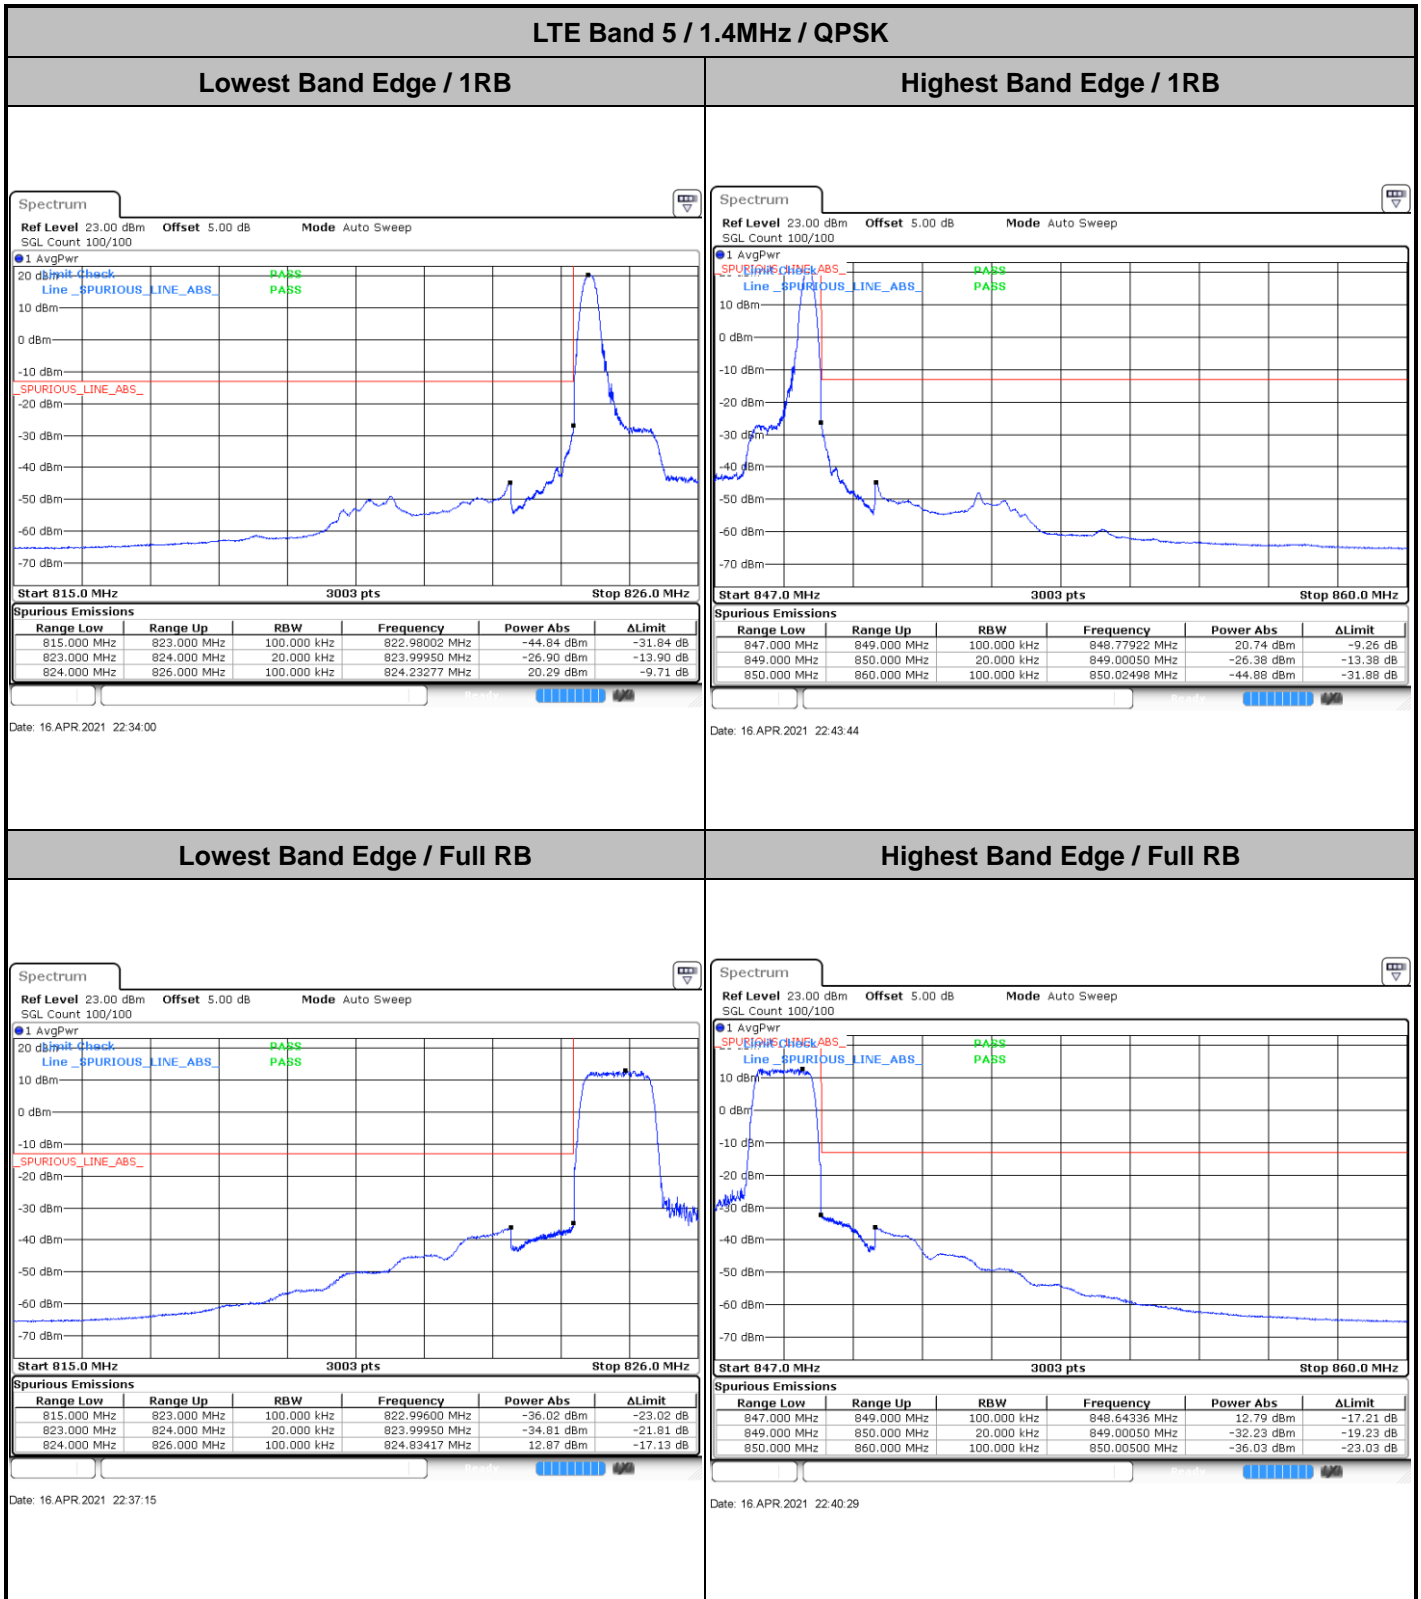 LTE Band 5 / 1.4MHz / QPSK
Lowest Band Edge / 1RB
Highest Band Edge / 1RB
Spectrum
Ref Level 23.00 dBm Offset 5.00 dB Mode Auto Sweep
SGL Count 100/100
1 AvgPwr
20 dBm
Limit Check PASS
Line _SPURIOUS_LINE_ABS_ PASS
10 dBm
0 dBm
-10 dBm
_SPURIOUS_LINE_ABS_
-20 dBm
-30 dBm
-40 dBm
-50 dBm
-60 dBm
-70 dBm
Start 815.0 MHz 3003 pts Stop 826.0 MHz
Spurious Emissions
Range Low Range Up RBW Frequency Power Abs ΔLimit
815.000 MHz 823.000 MHz 100.000 kHz 822.98002 MHz -44.84 dBm -31.84 dB
823.000 MHz 824.000 MHz 20.000 kHz 823.99950 MHz -26.90 dBm -13.90 dB
824.000 MHz 826.000 MHz 100.000 kHz 824.23277 MHz 20.29 dBm -9.71 dB
Ready
Date: 16.APR.2021 22:34:00
Spectrum
Ref Level 23.00 dBm Offset 5.00 dB Mode Auto Sweep
SGL Count 100/100
1 AvgPwr
_SPURIOUS_LINE_ABS_
Limit Check PASS
Line _SPURIOUS_LINE_ABS_ PASS
10 dBm
0 dBm
-10 dBm
-20 dBm
-30 dBm
-40 dBm
-50 dBm
-60 dBm
-70 dBm
Start 847.0 MHz 3003 pts Stop 860.0 MHz
Spurious Emissions
Range Low Range Up RBW Frequency Power Abs ΔLimit
847.000 MHz 849.000 MHz 100.000 kHz 848.77922 MHz 20.74 dBm -9.26 dB
849.000 MHz 850.000 MHz 20.000 kHz 849.00050 MHz -26.38 dBm -13.38 dB
850.000 MHz 860.000 MHz 100.000 kHz 850.02498 MHz -44.88 dBm -31.88 dB
Ready
Date: 16.APR.2021 22:43:44
Lowest Band Edge / Full RB
Highest Band Edge / Full RB
Spectrum
Ref Level 23.00 dBm Offset 5.00 dB Mode Auto Sweep
SGL Count 100/100
1 AvgPwr
20 dBm
Limit Check PASS
Line _SPURIOUS_LINE_ABS_ PASS
10 dBm
0 dBm
-10 dBm
_SPURIOUS_LINE_ABS_
-20 dBm
-30 dBm
-40 dBm
-50 dBm
-60 dBm
-70 dBm
Start 815.0 MHz 3003 pts Stop 826.0 MHz
Spurious Emissions
Range Low Range Up RBW Frequency Power Abs ΔLimit
815.000 MHz 823.000 MHz 100.000 kHz 822.99600 MHz -36.02 dBm -23.02 dB
823.000 MHz 824.000 MHz 20.000 kHz 823.99950 MHz -34.81 dBm -21.81 dB
824.000 MHz 826.000 MHz 100.000 kHz 824.83417 MHz 12.87 dBm -17.13 dB
Ready
Date: 16.APR.2021 22:37:15
Spectrum
Ref Level 23.00 dBm Offset 5.00 dB Mode Auto Sweep
SGL Count 100/100
1 AvgPwr
_SPURIOUS_LINE_ABS_
Limit Check PASS
Line _SPURIOUS_LINE_ABS_ PASS
10 dBm
0 dBm
-10 dBm
-20 dBm
-30 dBm
-40 dBm
-50 dBm
-60 dBm
-70 dBm
Start 847.0 MHz 3003 pts Stop 860.0 MHz
Spurious Emissions
Range Low Range Up RBW Frequency Power Abs ΔLimit
847.000 MHz 849.000 MHz 100.000 kHz 848.64336 MHz 12.79 dBm -17.21 dB
849.000 MHz 850.000 MHz 20.000 kHz 849.00050 MHz -32.23 dBm -19.23 dB
850.000 MHz 860.000 MHz 100.000 kHz 850.00500 MHz -36.03 dBm -23.03 dB
Ready
Date: 16.APR.2021 22:40:29